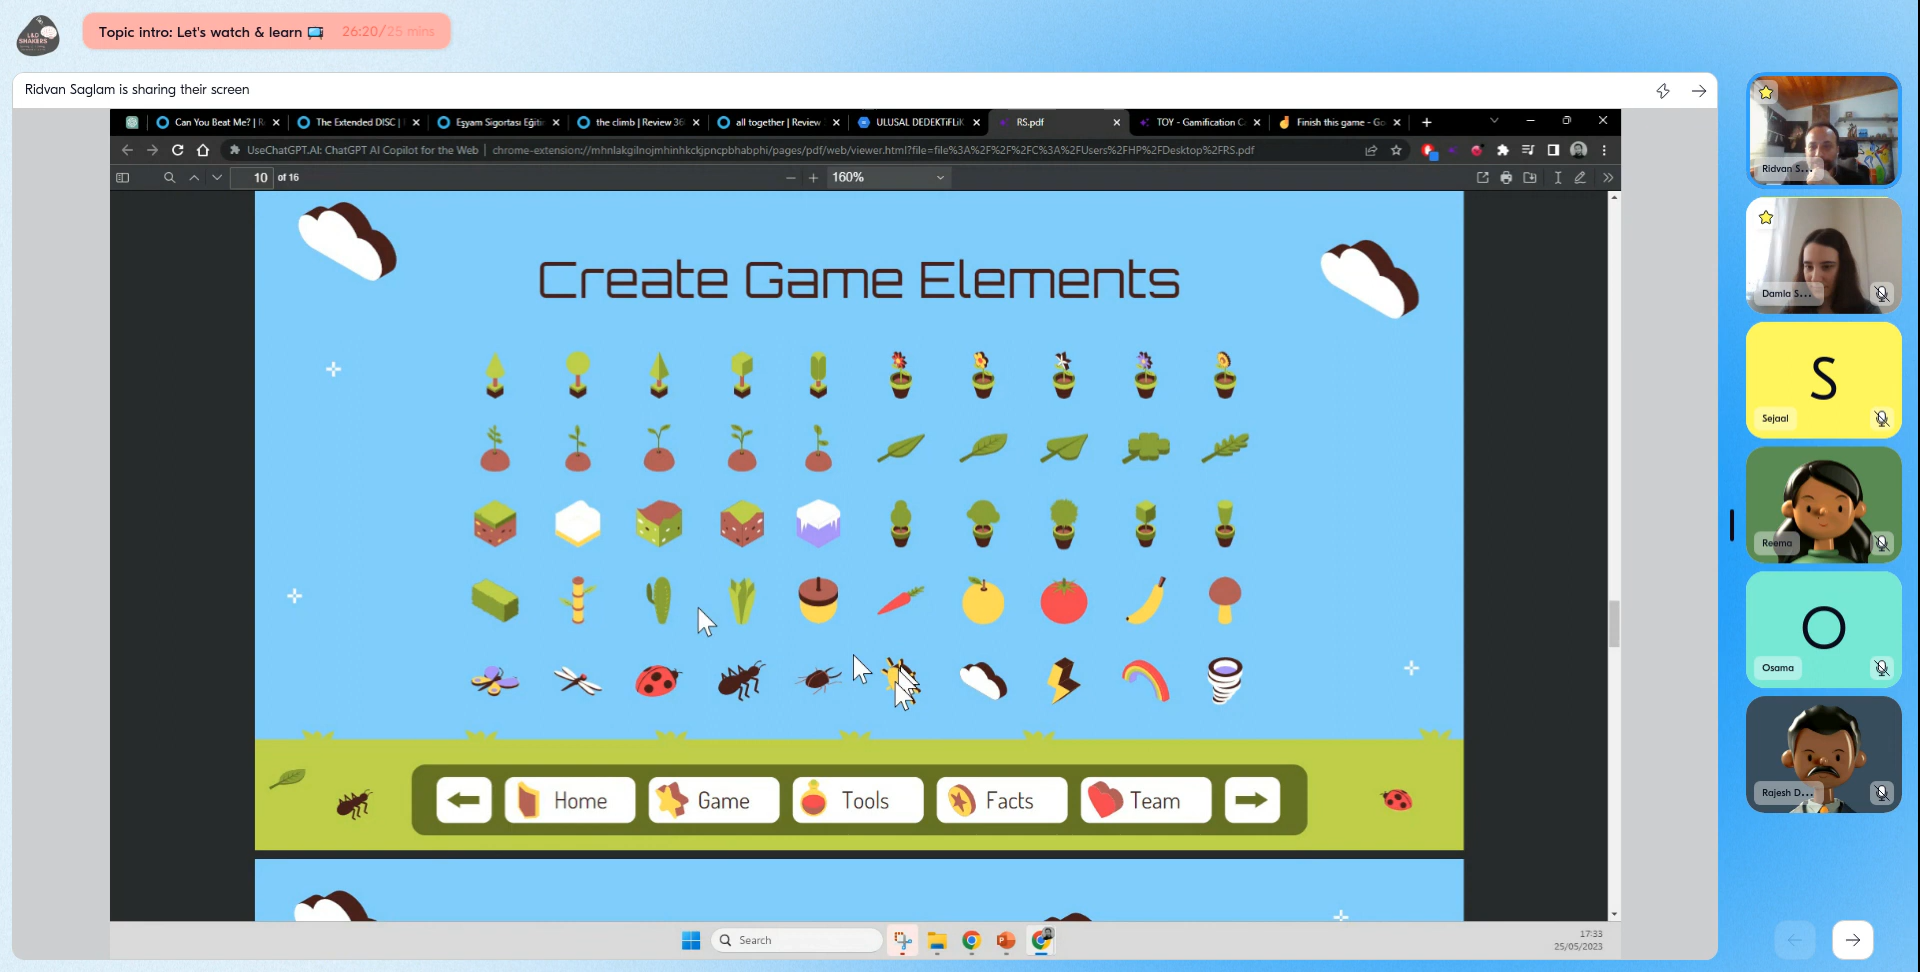 L&D
SHAKERS
Topic intro: Let's watch & learn
26:20/25 mins
Ridvan Saglam is sharing their screen
Can You Beat Me? | R
The Extended DISC |
Eşyam Sigortası Eğiti
the climb | Review 36
all together | Review
ULUSAL DEDEKTiFLiK
RS.pdf
TOY - Gamification C
Finish this game - Go
UseChatGPT.AI: ChatGPT AI Copilot for the Web | chrome-extension://mhnlakgilnojmhinhkckjpncpbhabphi/pages/pdf/web/viewer.html?file=file%3A%2F%2F%2FC%3A%2FUsers%2FHP%2FDesktop%2FRS.pdf
10 of 16
160%
Create Game Elements
Home
Game
Tools
Facts
Team
Search
17:33
25/05/2023
Ridvan S...
Damla S...
S
Sejaal
Reema
O
Osama
Rajesh D...